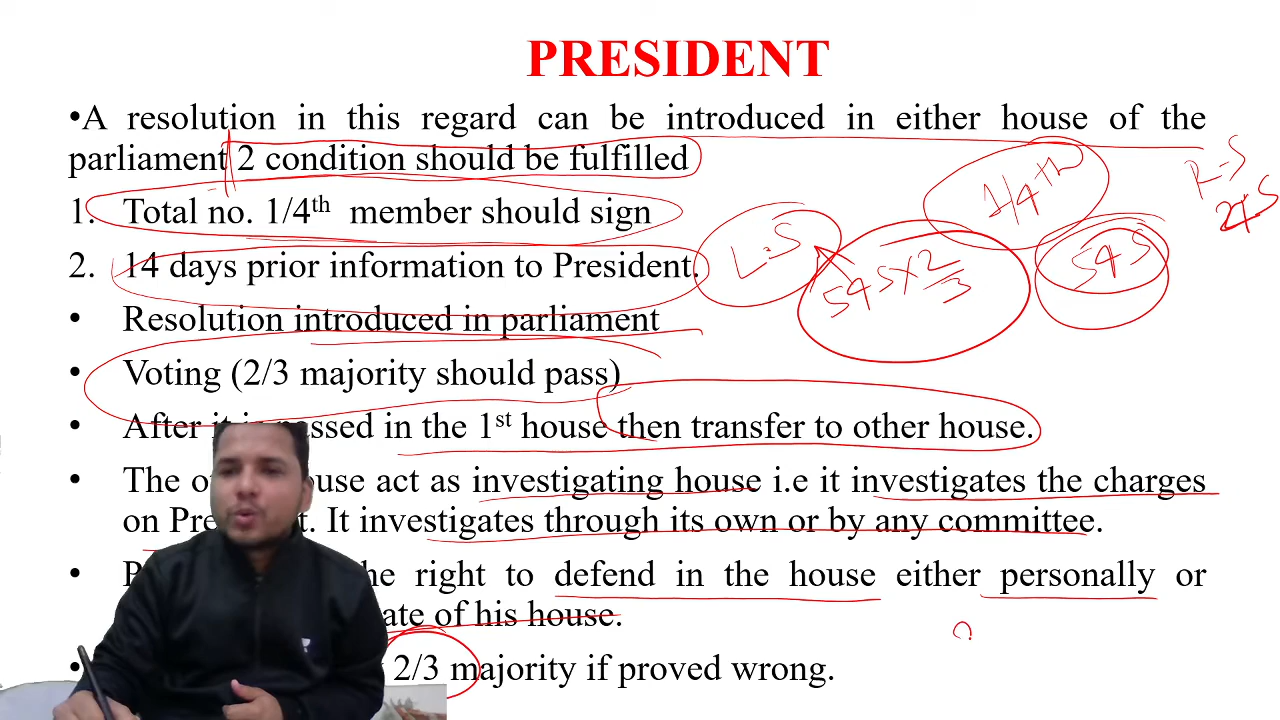 PRESIDENT
•A resolution in this regard can be introduced in either house of the
parliament 2 condition should be fulfilled
1. Total no. 1/4th member should sign
2. 14 days prior information to President.
• Resolution introduced in parliament
• Voting (2/3 majority should pass)
• After it is passed in the 1st house then transfer to other house.
• The house act as investigating house i.e it investigates the charges
on It investigates through its own or by any committee.
• the right to defend in the house either personally or
of his house.
• 2/3 majority if proved wrong.
1/4th
R-S
245
L.S
545×2/3
545